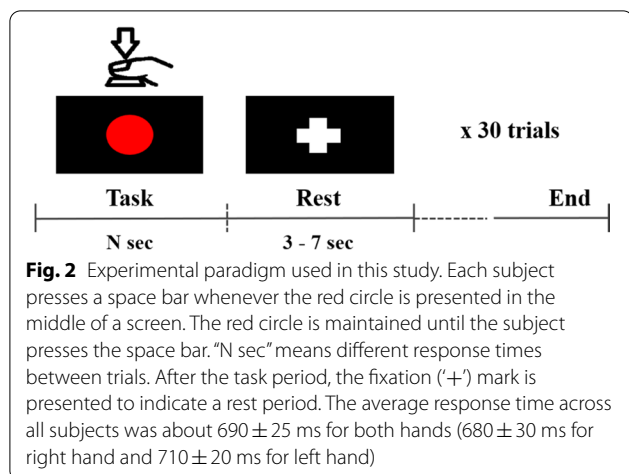 x 30 trials
Task Rest End
N sec 3 - 7 sec
Fig. 2 Experimental paradigm used in this study. Each subject
presses a space bar whenever the red circle is presented in the
middle of a screen. The red circle is maintained until the subject
presses the space bar. “N sec” means different response times
between trials. After the task period, the fixation (‘+’) mark is
presented to indicate a rest period. The average response time across
all subjects was about 690 ± 25 ms for both hands (680 ± 30 ms for
right hand and 710 ± 20 ms for left hand)